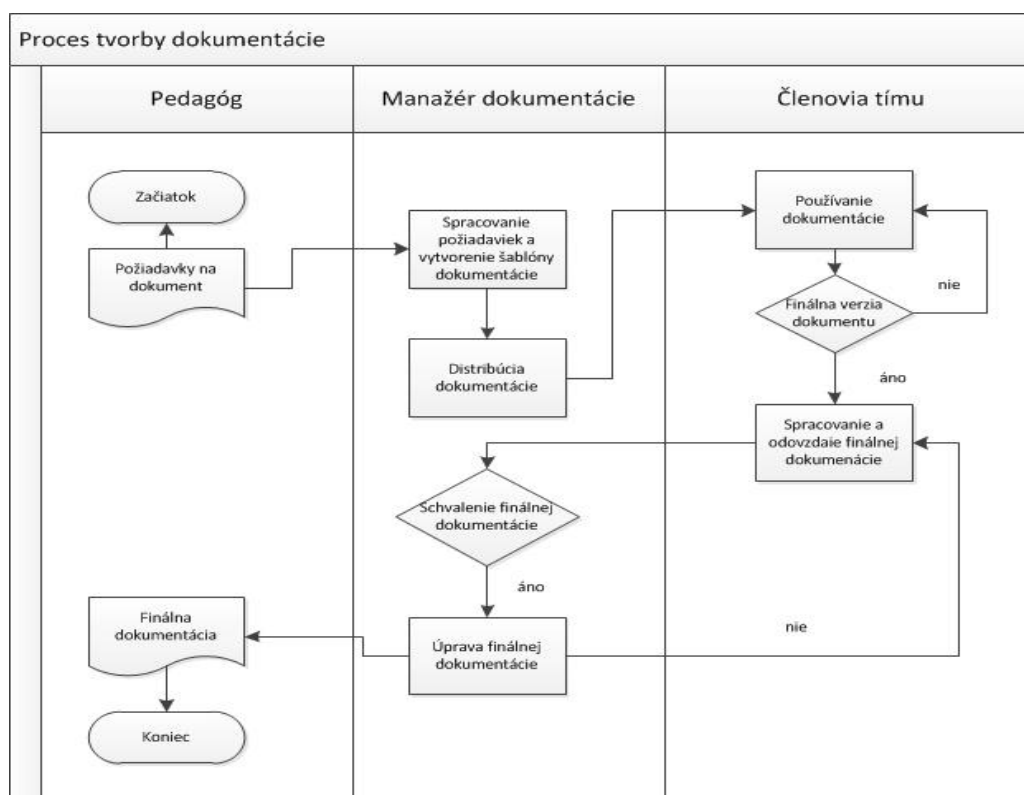 Proces tvorby dokumentácie
Pedagóg
Manažér dokumentácie
Členovia tímu
Začiatok
Požiadavky na
dokument
Spracovanie
požiadaviek a
vytvorenie šablóny
dokumentácie
Distribúcia
dokumentácie
Používanie
dokumentácie
nie
Finálna verzia
dokumentu
áno
Spracovanie a
odovzdaie finálnej
dokumenácie
Schvalenie finálnej
dokumentácie
áno
nie
Úprava finálnej
dokumentácie
Finálna
dokumentácia
Koniec